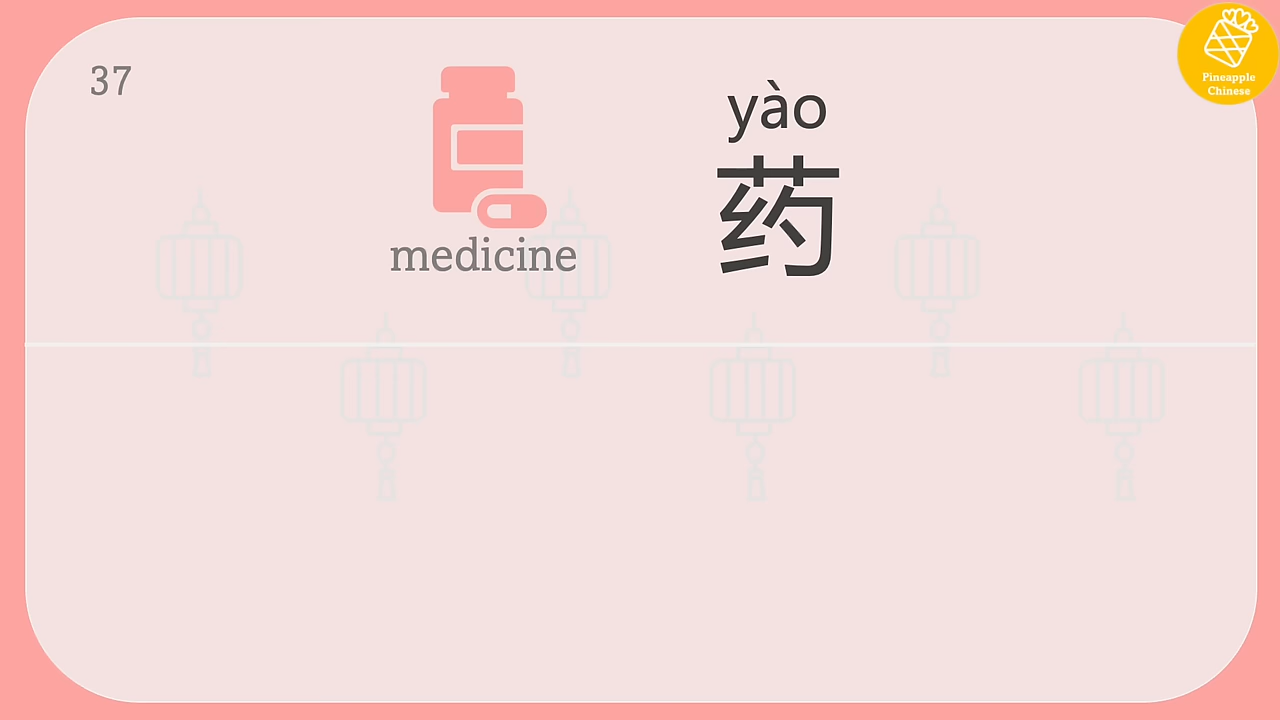 37
yào
药
medicine
Pineapple
Chinese